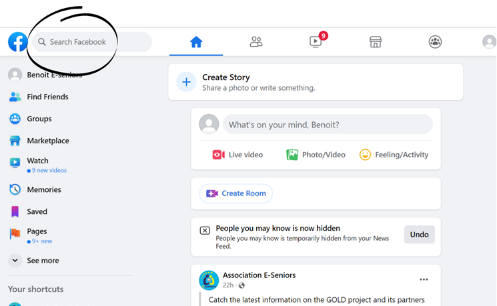 Search Facebook
9
Benoit E-seniors
Find Friends
Groups
Marketplace
Watch
9 new videos
Memories
Saved
Pages
9+ new
See more
Your shortcuts
Create Story
Share a photo or write something.
What's on your mind, Benoit?
Live video
Photo/Video
Feeling/Activity
Create Room
People you may know is now hidden
People you may know is temporarily hidden from your News
Feed.
Undo
Association E-Seniors
22h ·
Catch the latest information on the GOLD project and its partners